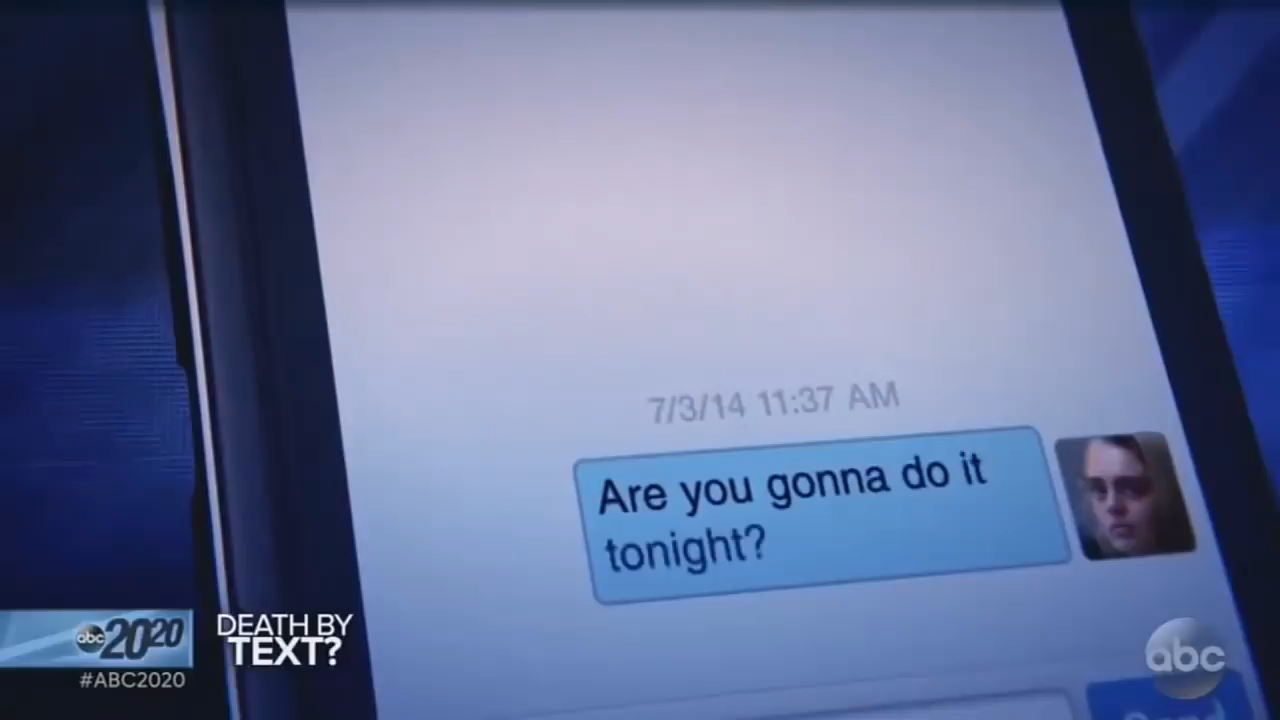 7/3/14 11:37 AM
Are you gonna do it
tonight?
abc 20/20
DEATH BY
TEXT?
#ABC2020
abc